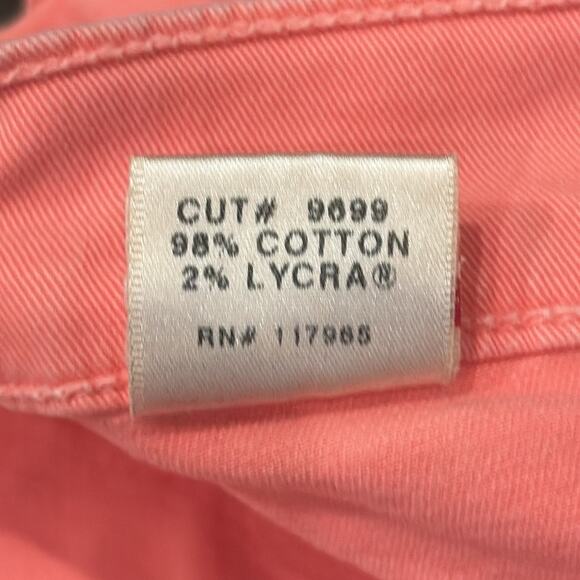 CUT# 9699
98% COTTON
2% LYCRA®
RN# 117965